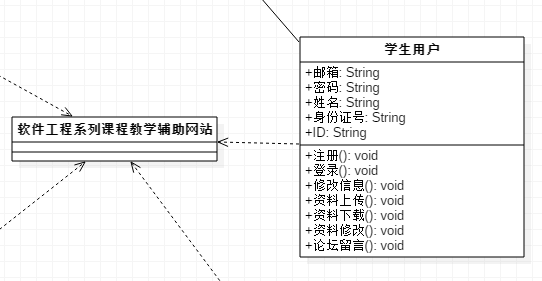 学生用户
+邮箱: String
+密码: String
+姓名: String
+身份证号: String
+ID: String
软件工程系列课程教学辅助网站
+注册(): void
+登录(): void
+修改信息(): void
+资料上传(): void
+资料下载(): void
+资料修改(): void
+论坛留言(): void